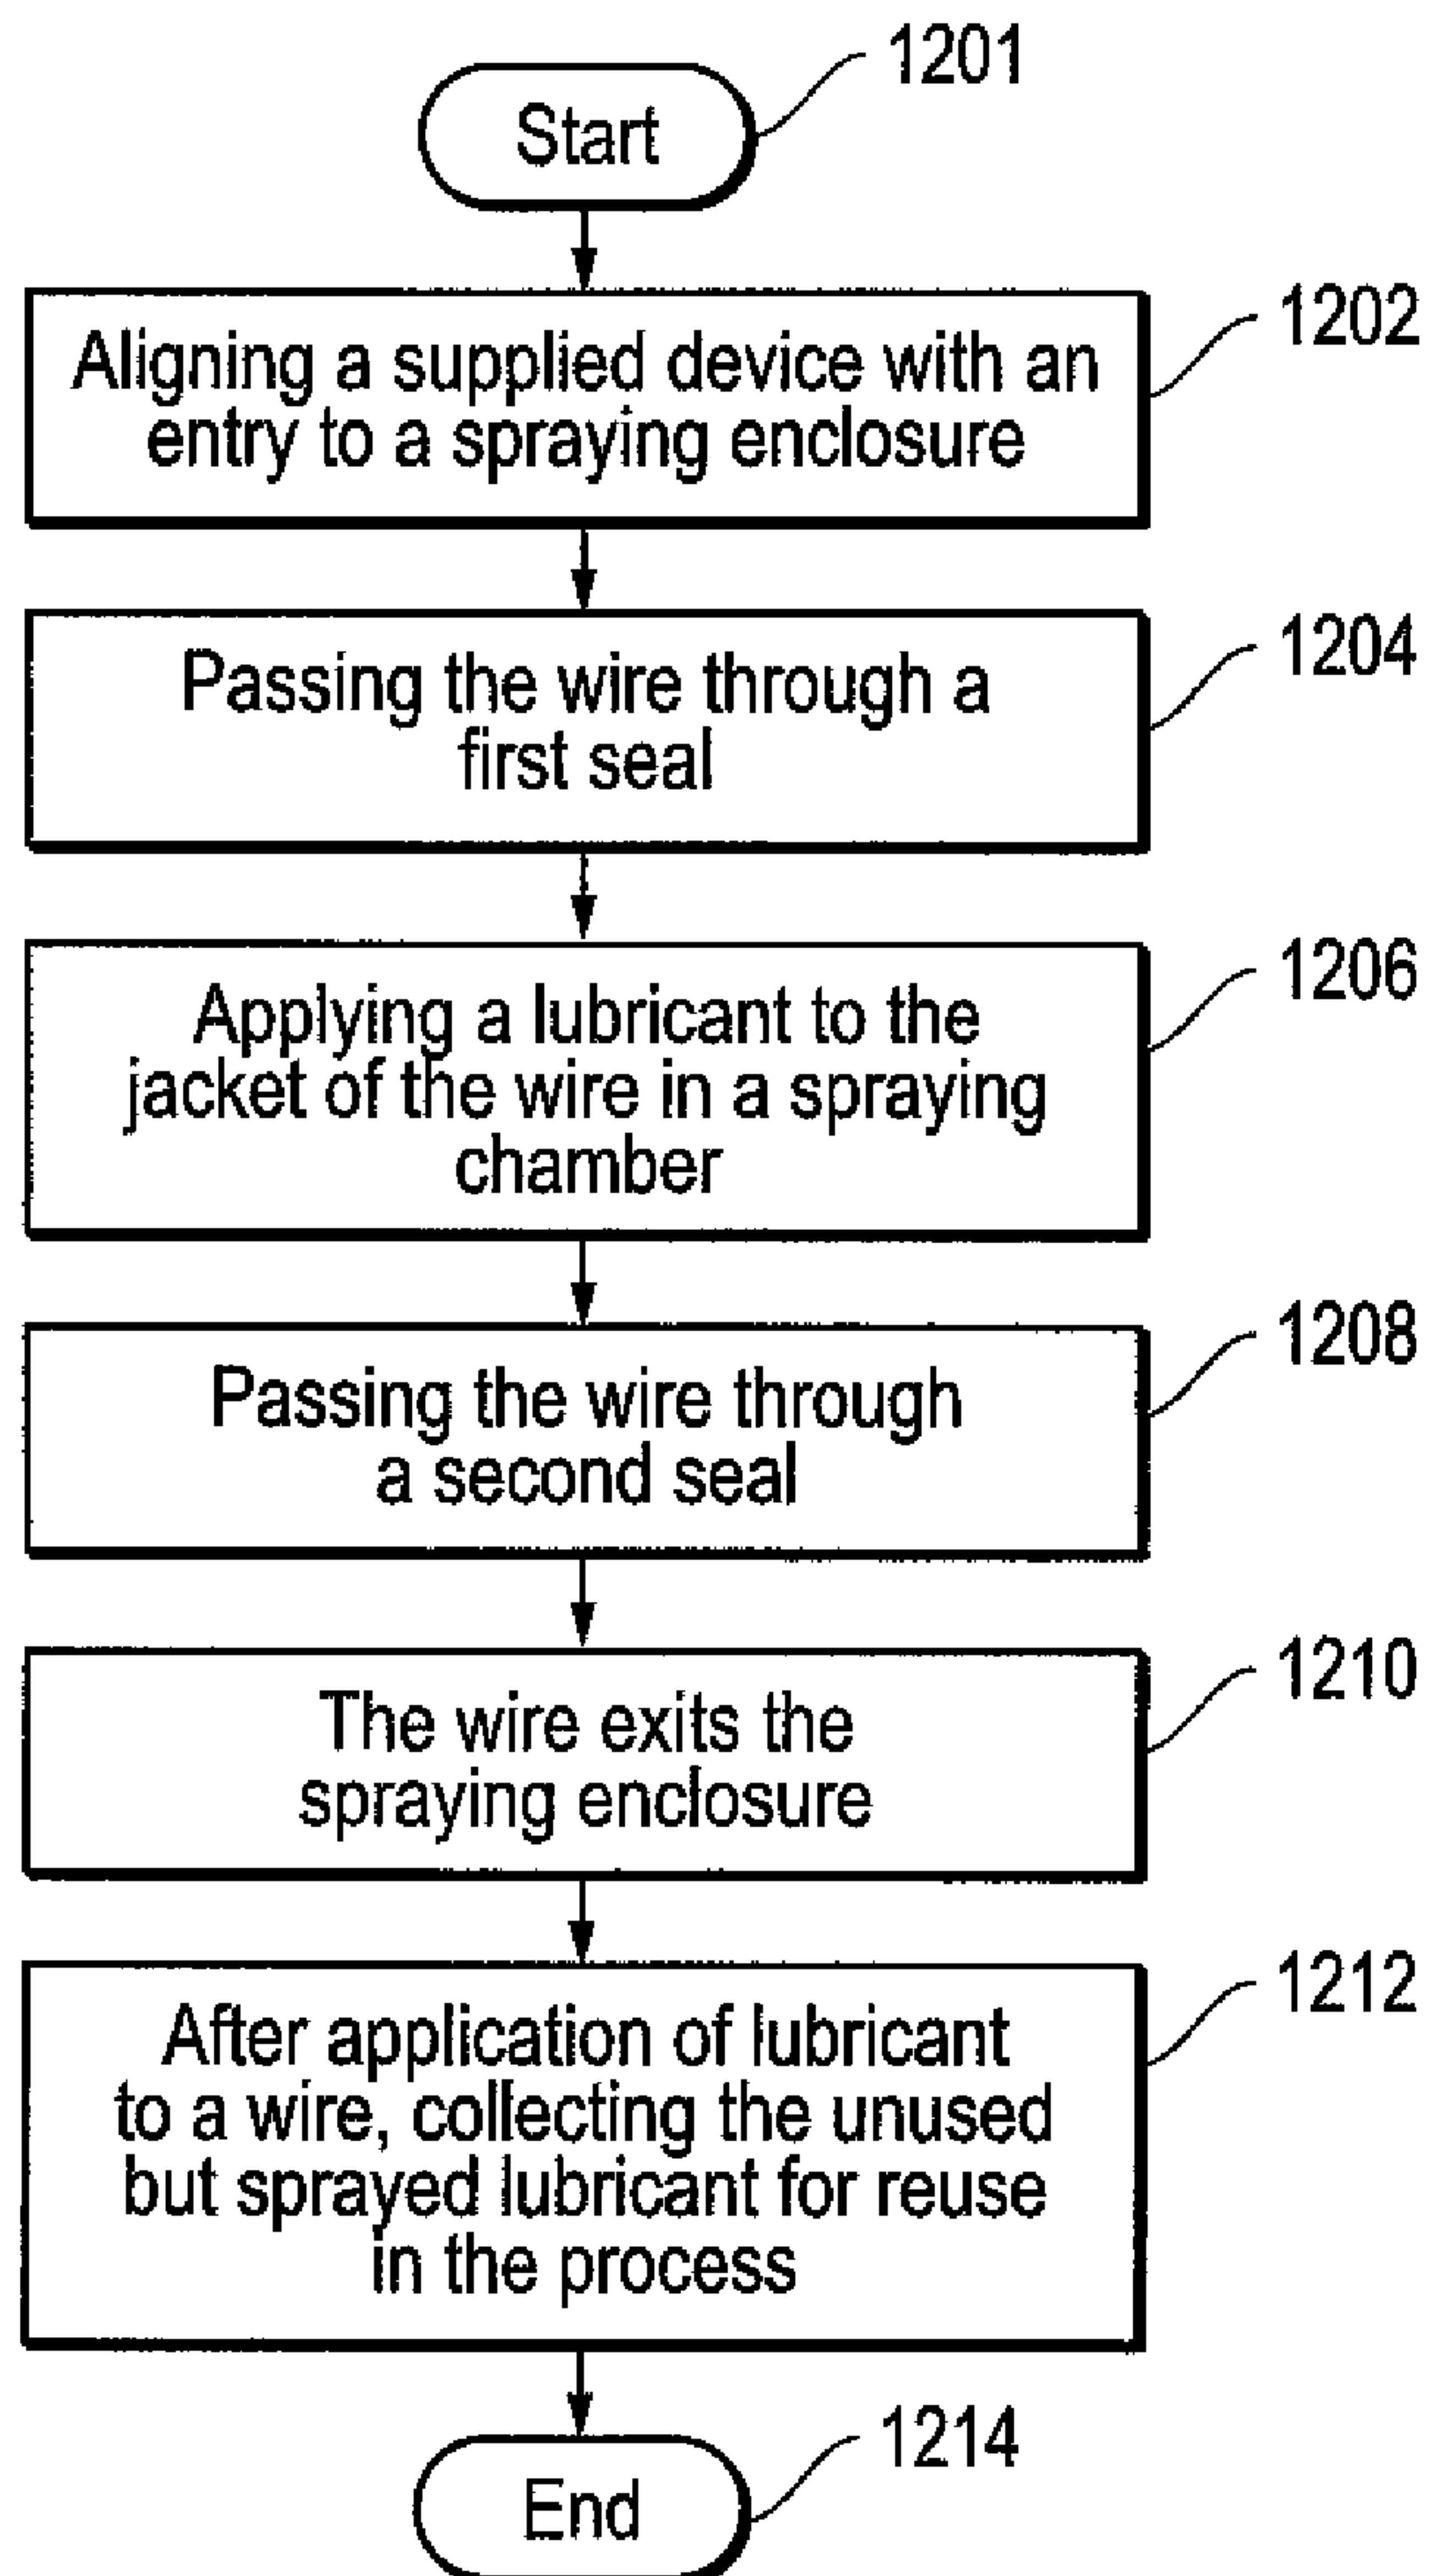 1201
Start
1202
Aligning a supplied device with an
entry to a spraying enclosure
1204
Passing the wire through a
first seal
1206
Applying a lubricant to the
jacket of the wire in a spraying
chamber
1208
Passing the wire through
a second seal
1210
The wire exits the
spraying enclosure
1212
After application of lubricant
to a wire, collecting the unused
but sprayed lubricant for reuse
in the process
1214
End